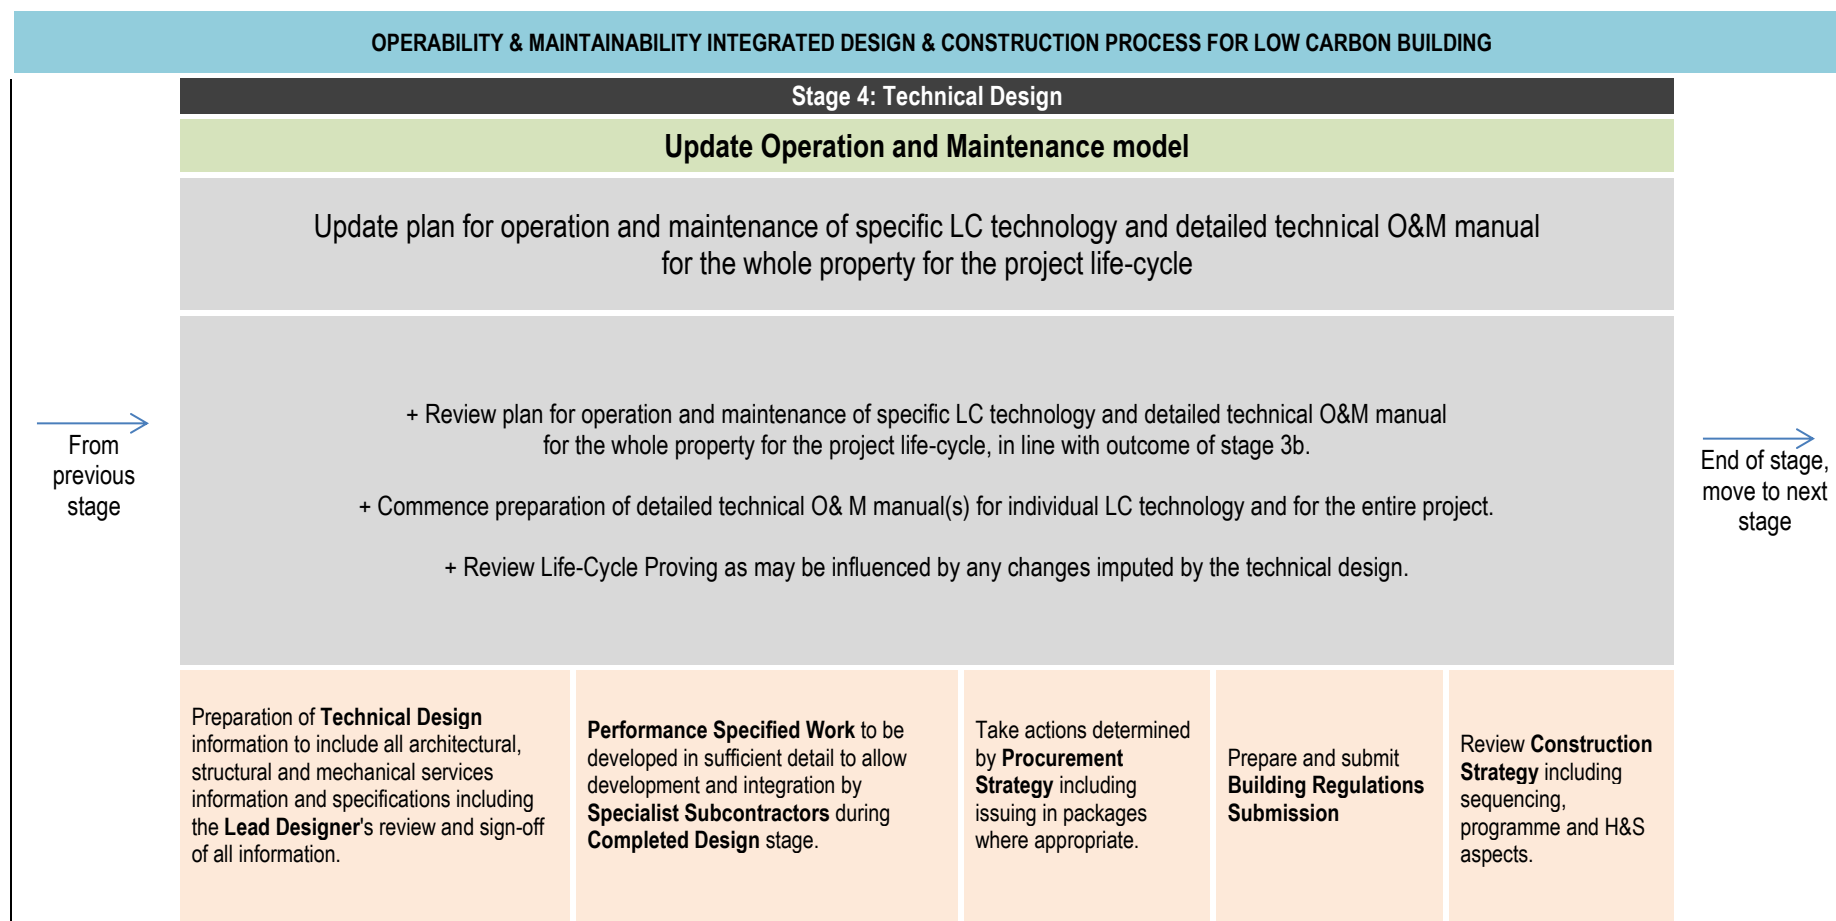 OPERABILITY & MAINTAINABILITY INTEGRATED DESIGN & CONSTRUCTION PROCESS FOR LOW CARBON BUILDING
Stage 4: Technical Design
Update Operation and Maintenance model
Update plan for operation and maintenance of specific LC technology and detailed technical O&M manual
for the whole property for the project life-cycle
From
previous
stage
+ Review plan for operation and maintenance of specific LC technology and detailed technical O&M manual
for the whole property for the project life-cycle, in line with outcome of stage 3b.
+ Commence preparation of detailed technical O& M manual(s) for individual LC technology and for the entire project.
+ Review Life-Cycle Proving as may be influenced by any changes imputed by the technical design.
End of stage,
move to next
stage
Preparation of Technical Design
information to include all architectural,
structural and mechanical services
information and specifications including
the Lead Designer's review and sign-off
of all information.
Performance Specified Work to be
developed in sufficient detail to allow
development and integration by
Specialist Subcontractors during
Completed Design stage.
Take actions determined
by Procurement
Strategy including
issuing in packages
where appropriate.
Prepare and submit
Building Regulations
Submission
Review Construction
Strategy including
sequencing,
programme and H&S
aspects.